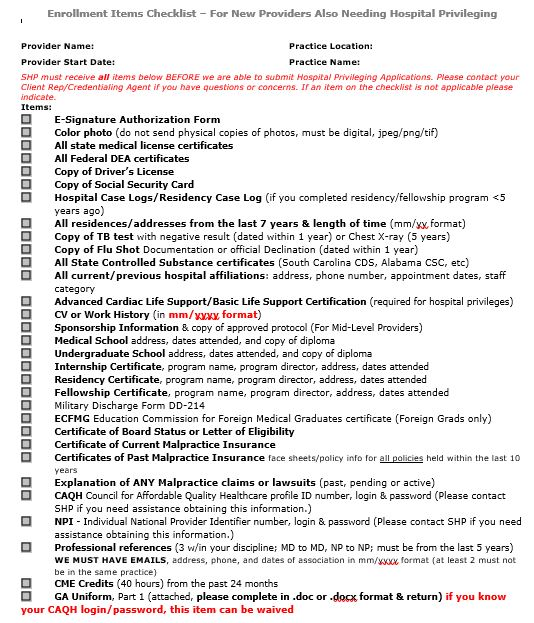 Enrollment Items Checklist – For New Providers Also Needing Hospital Privileging
Provider Name: Practice Location:
Provider Start Date: Practice Name:
SHP must receive all items below BEFORE we are able to submit Hospital Privileging Applications. Please contact your
Client Rep/Credentialing Agent if you have questions or concerns. If an item on the checklist is not applicable please
indicate.
Items:
E-Signature Authorization Form
Color photo (do not send physical copies of photos, must be digital, jpeg/png/tif)
All state medical license certificates
All Federal DEA certificates
Copy of Driver's License
Copy of Social Security Card
Hospital Case Logs/Residency Case Log (if you completed residency/fellowship program <5
years ago)
All residences/addresses from the last 7 years & length of time (mm/yy format)
Copy of TB test with negative result (dated within 1 year) or Chest X-ray (5 years)
Copy of Flu Shot Documentation or official Declination (dated within 1 year)
All State Controlled Substance certificates (South Carolina CDS, Alabama CSC, etc)
All current/previous hospital affiliations: address, phone number, appointment dates, staff
category
Advanced Cardiac Life Support/Basic Life Support Certification (required for hospital privileges)
CV or Work History (in mm/yyyy format)
Sponsorship Information & copy of approved protocol (For Mid-Level Providers)
Medical School address, dates attended, and copy of diploma
Undergraduate School address, dates attended, and copy of diploma
Internship Certificate, program name, program director, address, dates attended
Residency Certificate, program name, program director, address, dates attended
Fellowship Certificate, program name, program director, address, dates attended
Military Discharge Form DD-214
ECFMG Education Commission for Foreign Medical Graduates certificate (Foreign Grads only)
Certificate of Board Status or Letter of Eligibility
Certificate of Current Malpractice Insurance
Certificates of Past Malpractice Insurance face sheets/policy info for all policies held within the last 10
years
Explanation of ANY Malpractice claims or lawsuits (past, pending or active)
CAQH Council for Affordable Quality Healthcare profile ID number, login & password (Please contact
SHP if you need assistance obtaining this information.)
NPI - Individual National Provider Identifier number, login & password (Please contact SHP if you need
assistance obtaining this information.)
Professional references (3 w/in your discipline; MD to MD, NP to NP; must be from the last 5 years)
WE MUST HAVE EMAILS, address, phone, and dates of association in mm/yyyy format (at least 2 must not
be in the same practice)
CME Credits (40 hours) from the past 24 months
GA Uniform, Part 1 (attached, please complete in .doc or .docx format & return) if you know
your CAQH login/password, this item can be waived